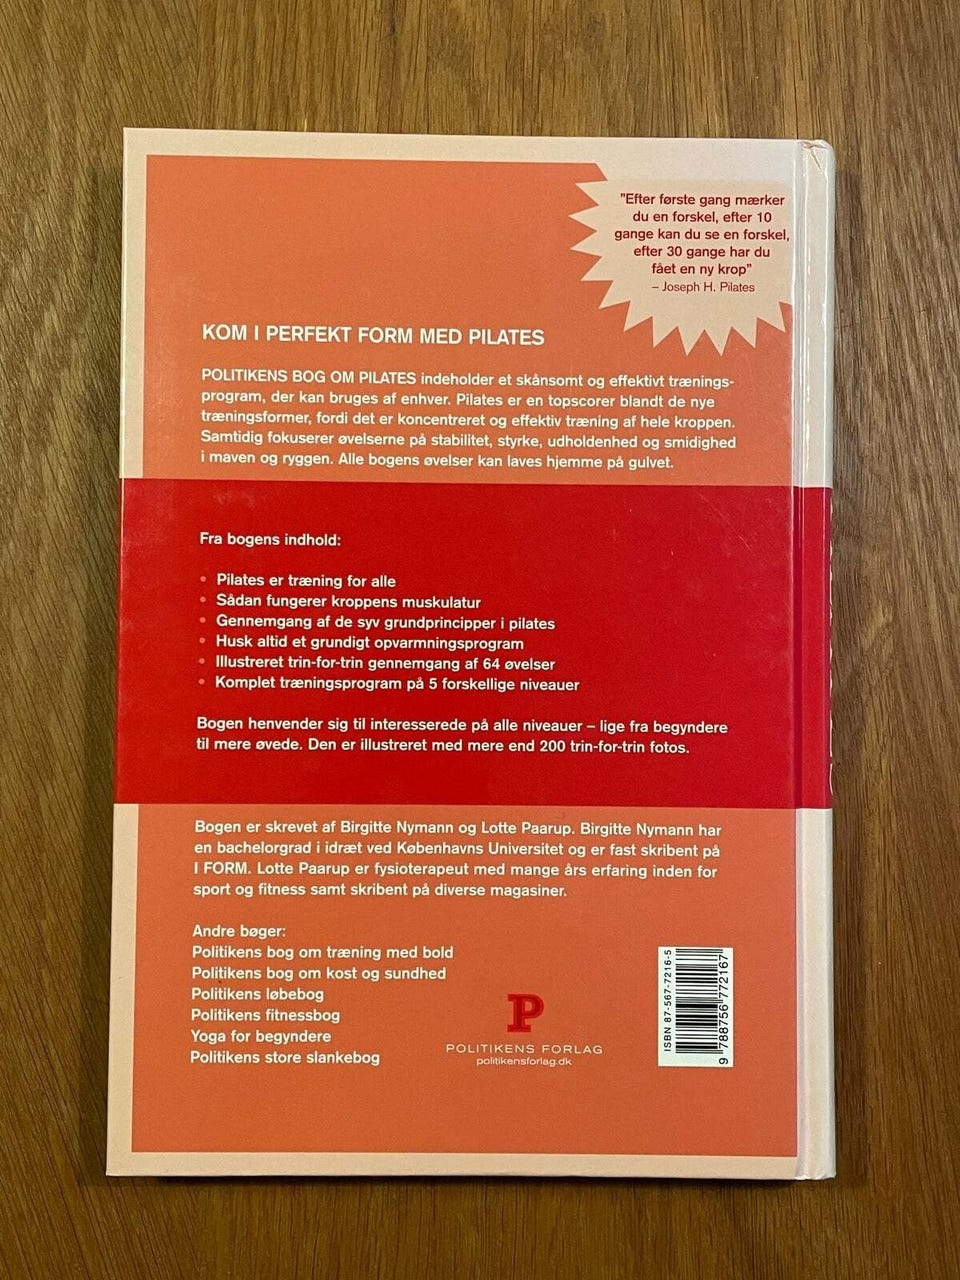 "Efter første gang mærker
du en forskel, efter 10
gange kan du se en forskel,
efter 30 gange har du
fået en ny krop"
– Joseph H. Pilates
KOM I PERFEKT FORM MED PILATES
POLITIKENS BOG OM PILATES indeholder et skånsomt og effektivt trænings-
program, der kan bruges af enhver. Pilates er en topscorer blandt de nye
træningsformer, fordi det er koncentreret og effektiv træning af hele kroppen.
Samtidig fokuserer øvelserne på stabilitet, styrke, udholdenhed og smidighed
i maven og ryggen. Alle bogens øvelser kan laves hjemme på gulvet.
Fra bogens indhold:
• Pilates er træning for alle
• Sådan fungerer kroppens muskulatur
• Gennemgang af de syv grundprincipper i pilates
• Husk altid et grundigt opvarmningsprogram
• Illustreret trin-for-trin gennemgang af 64 øvelser
• Komplet træningsprogram på 5 forskellige niveauer
Bogen henvender sig til interesserede på alle niveauer – lige fra begyndere
til mere øvede. Den er illustreret med mere end 200 trin-for-trin fotos.
Bogen er skrevet af Birgitte Nymann og Lotte Paarup. Birgitte Nymann har
en bachelorgrad i idræt ved Københavns Universitet og er fast skribent på
I FORM. Lotte Paarup er fysioterapeut med mange års erfaring inden for
sport og fitness samt skribent på diverse magasiner.
Andre bøger:
Politikens bog om træning med bold
Politikens bog om kost og sundhed
Politikens løbebog
Politikens fitnessbog
Yoga for begyndere
Politikens store slankebog
P
POLITIKENS FORLAG
politikensforlag.dk
ISBN 87-567-7216-5
9 788756 772167